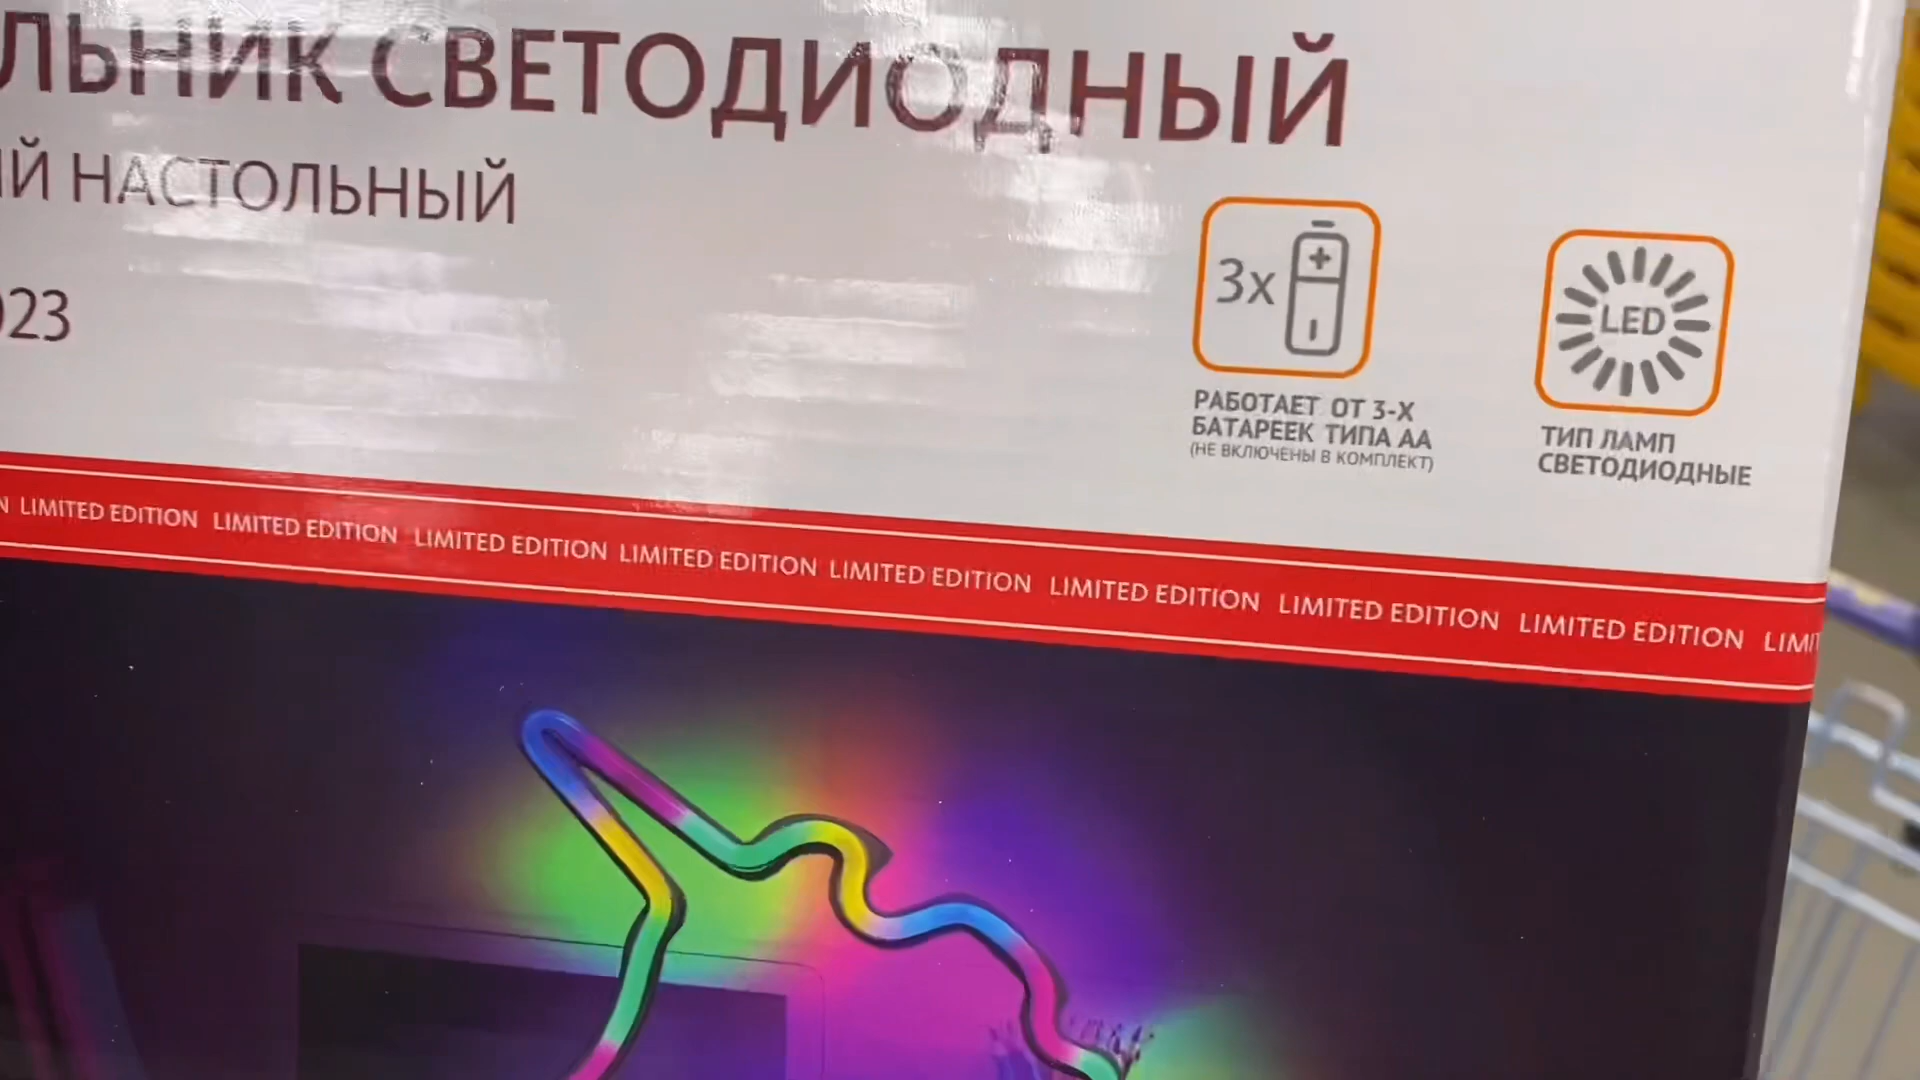 ЛЬНИК СВЕТОДИОДНЫЙ
ИЙ НАСТОЛЬНЫЙ
023
3x
LED
РАБОТАЕТ ОТ 3-Х
БАТАРЕЕК ТИПА АА
(НЕ ВКЛЮЧЕНЫ В КОМПЛЕКТ)
ТИП ЛАМП
СВЕТОДИОДНЫЕ
N LIMITED EDITION LIMITED EDITION LIMITED EDITION LIMITED EDITION LIMITED EDITION LIMITED EDITION LIMITED EDITION LIMITED EDITION LIMIT